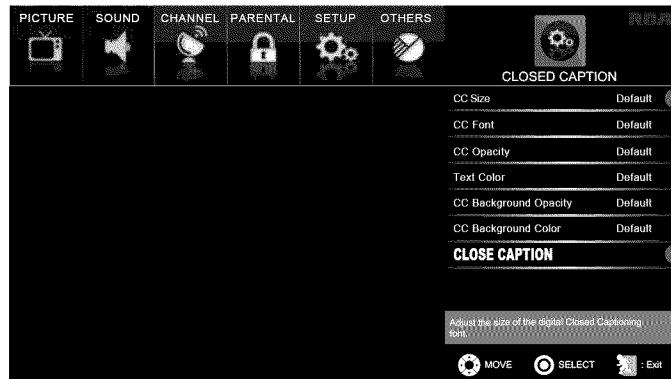 PICTURE SOUND CHANNEL PARENTAL SETUP OTHERS
RCA
CLOSED CAPTION
CC Size Default
CC Font Default
CC Opacity Default
Text Color Default
CC Background Opacity Default
CC Background Color Default
CLOSE CAPTION
Adjust the size of the digital Closed Captioning
font.
MOVE SELECT : Exit